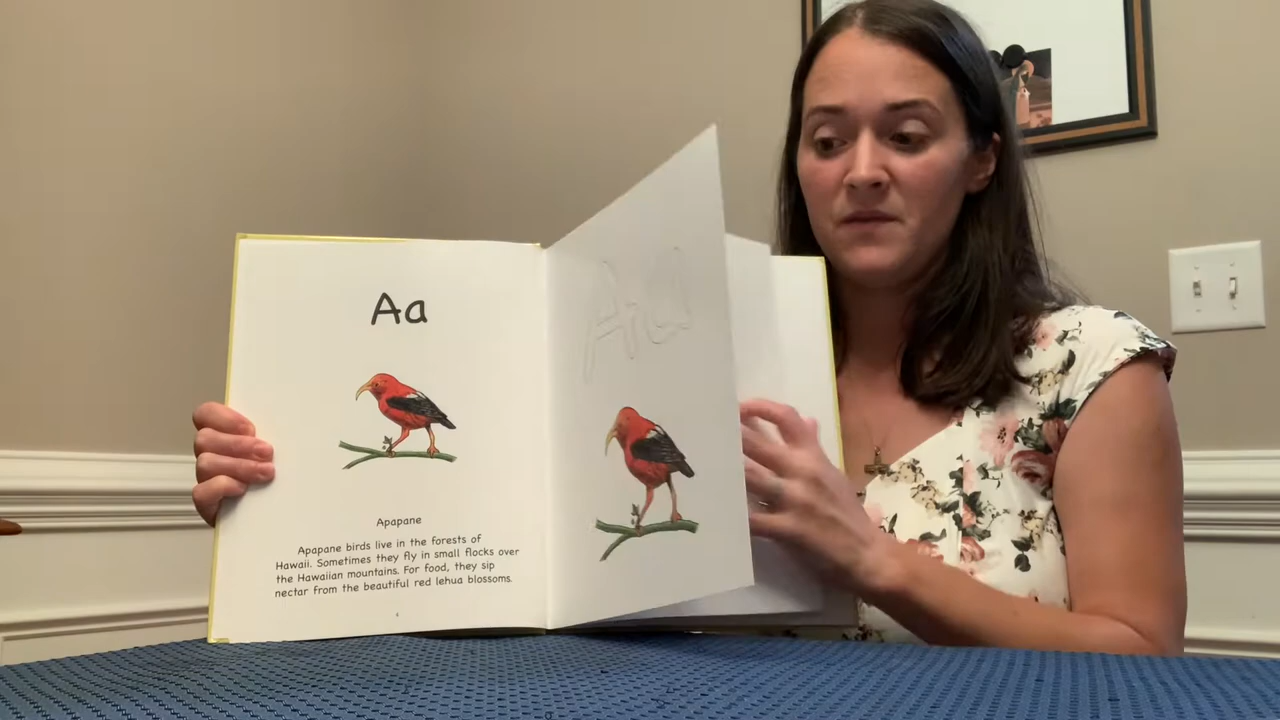 Aa
Apapane
Apapane birds live in the forests of
Hawaii. Sometimes they fly in small flocks over
the Hawaiian mountains. For food, they sip
nectar from the beautiful red lehua blossoms.